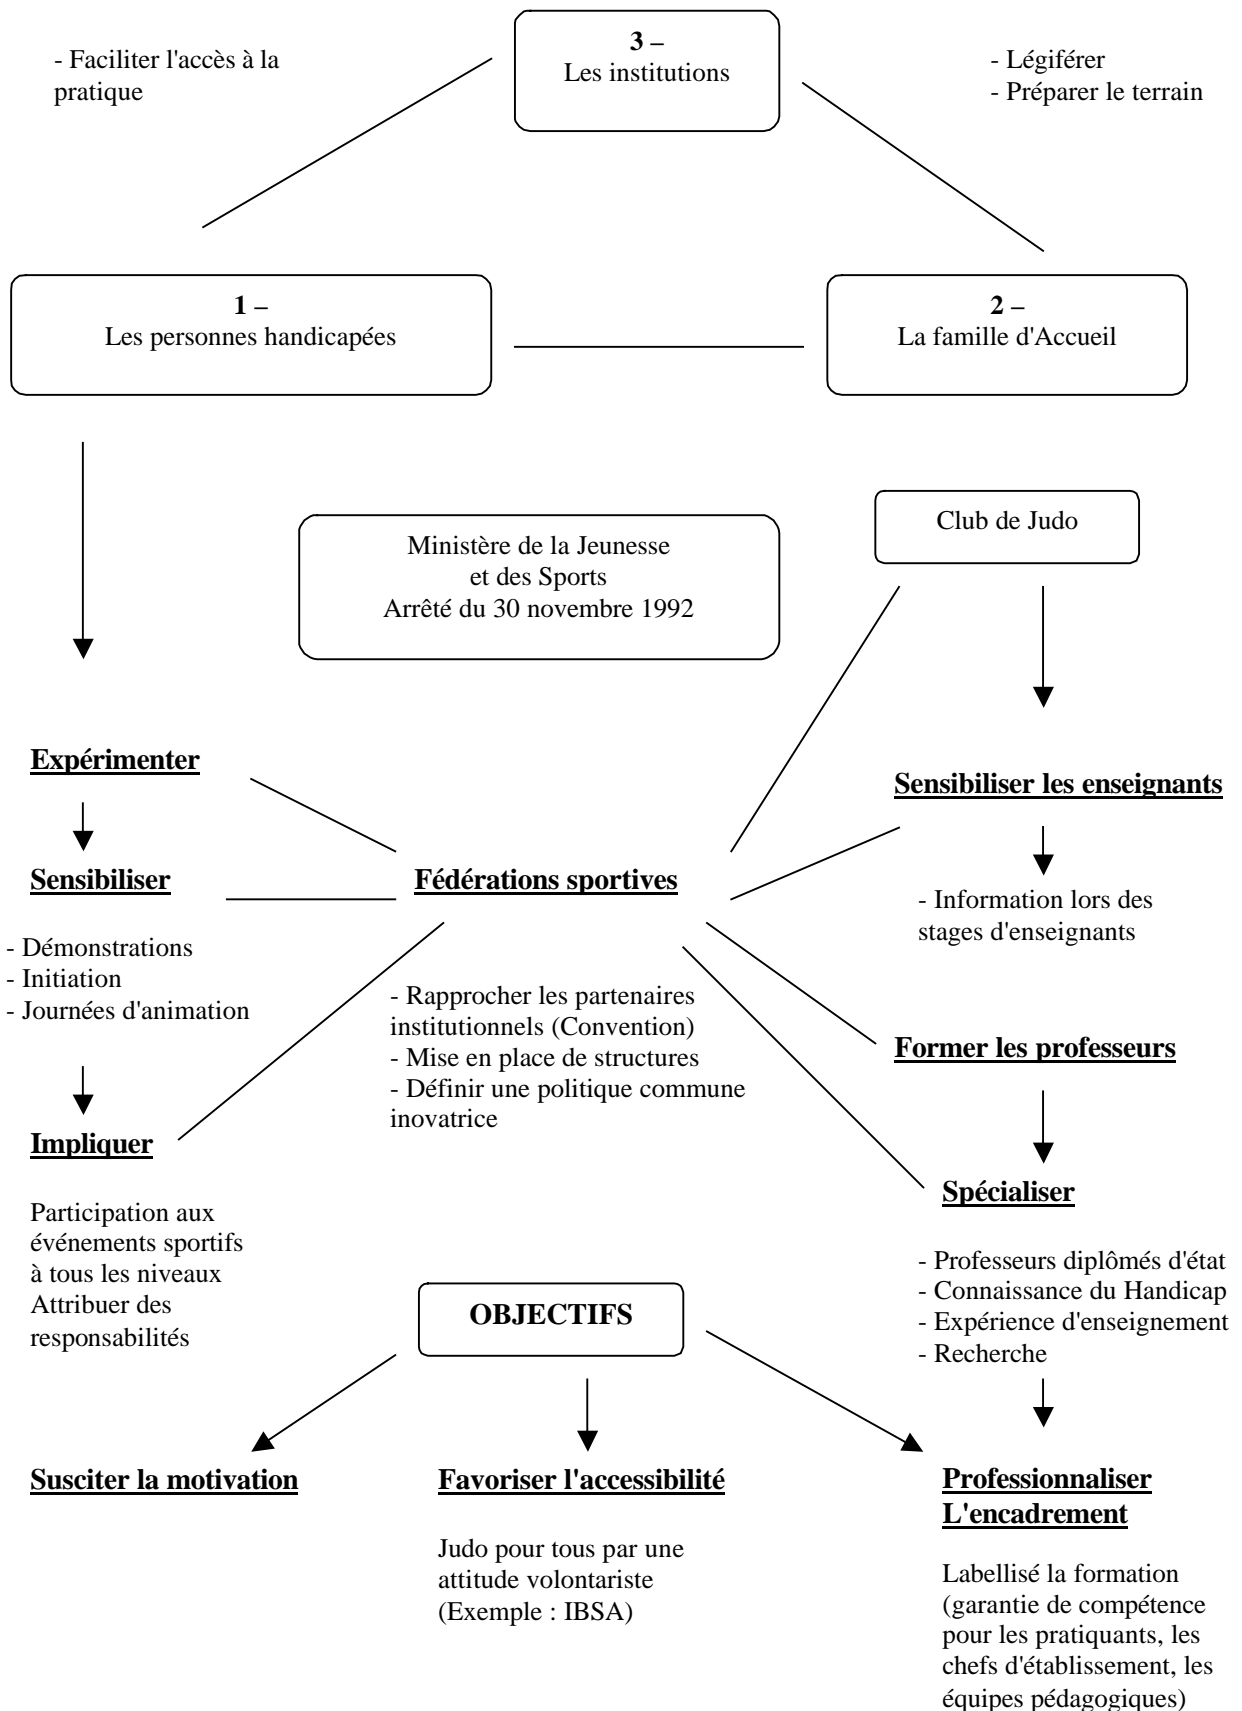 3 –
Les institutions
- Faciliter l'accès à la
pratique
- Légiférer
- Préparer le terrain
1 –
Les personnes handicapées
2 –
La famille d'Accueil
Club de Judo
Ministère de la Jeunesse
et des Sports
Arrêté du 30 novembre 1992
Expérimenter
Sensibiliser les enseignants
Sensibiliser
Fédérations sportives
- Information lors des
stages d'enseignants
- Démonstrations
- Initiation
- Journées d'animation
- Rapprocher les partenaires
institutionnels (Convention)
- Mise en place de structures
- Définir une politique commune
inovatrice
Former les professeurs
Impliquer
Participation aux
événements sportifs
à tous les niveaux
Attribuer des
responsabilités
Spécialiser
- Professeurs diplômés d'état
- Connaissance du Handicap
- Expérience d'enseignement
- Recherche
OBJECTIFS
Susciter la motivation
Favoriser l'accessibilité
Judo pour tous par une
attitude volontariste
(Exemple : IBSA)
Professionnaliser
L'encadrement
Labellisé la formation
(garantie de compétence
pour les pratiquants, les
chefs d'établissement, les
équipes pédagogiques)